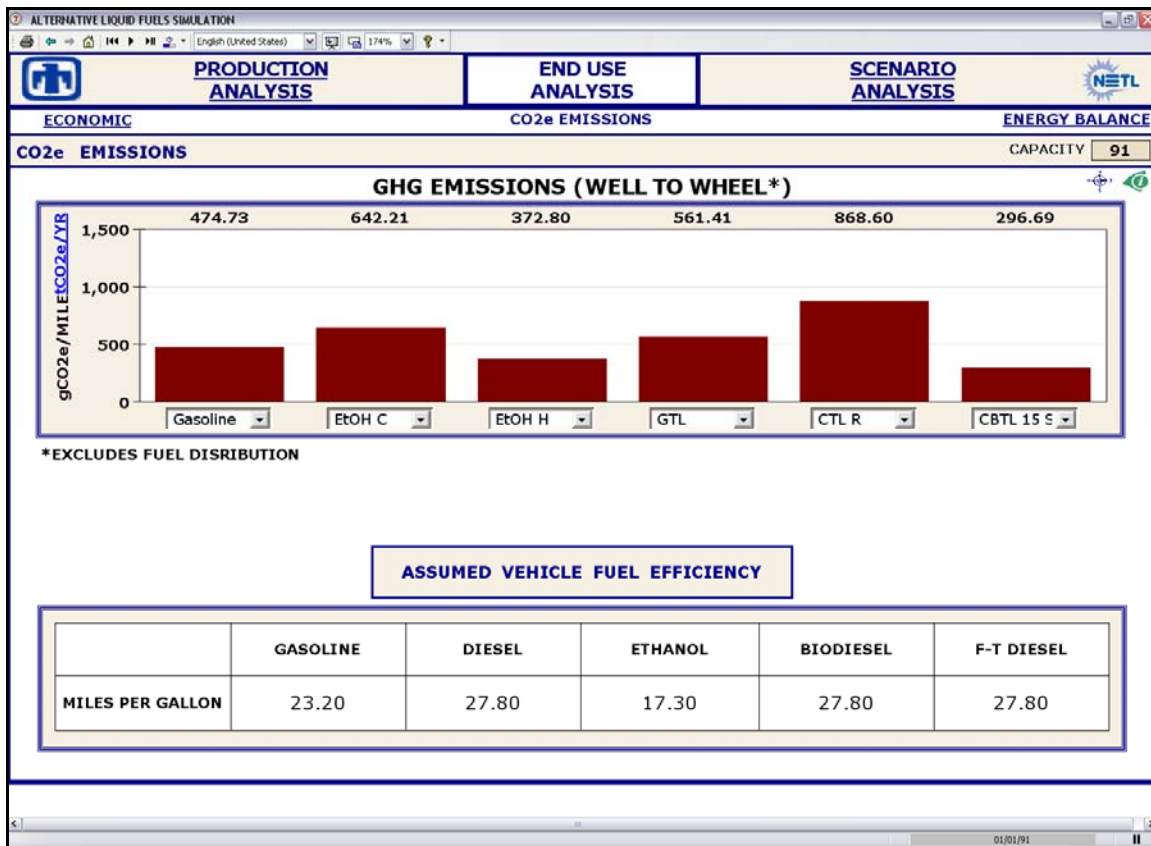 ALTERNATIVE LIQUID FUELS SIMULATION
English (United States) 174%
PRODUCTION ANALYSIS
END USE ANALYSIS
SCENARIO ANALYSIS
NETL
ECONOMIC CO2e EMISSIONS ENERGY BALANCE
CO2e EMISSIONS CAPACITY 91
GHG EMISSIONS (WELL TO WHEEL*)
474.73 642.21 372.80 561.41 868.60 296.69
gCO2e/MILE tCO2e/YR
1,500
1,000
500
0
Gasoline EtOH C EtOH H GTL CTL R CBTL 15 S
*EXCLUDES FUEL DISRIBUTION
ASSUMED VEHICLE FUEL EFFICIENCY
GASOLINE DIESEL ETHANOL BIODIESEL F-T DIESEL
MILES PER GALLON 23.20 27.80 17.30 27.80 27.80
01/01/91